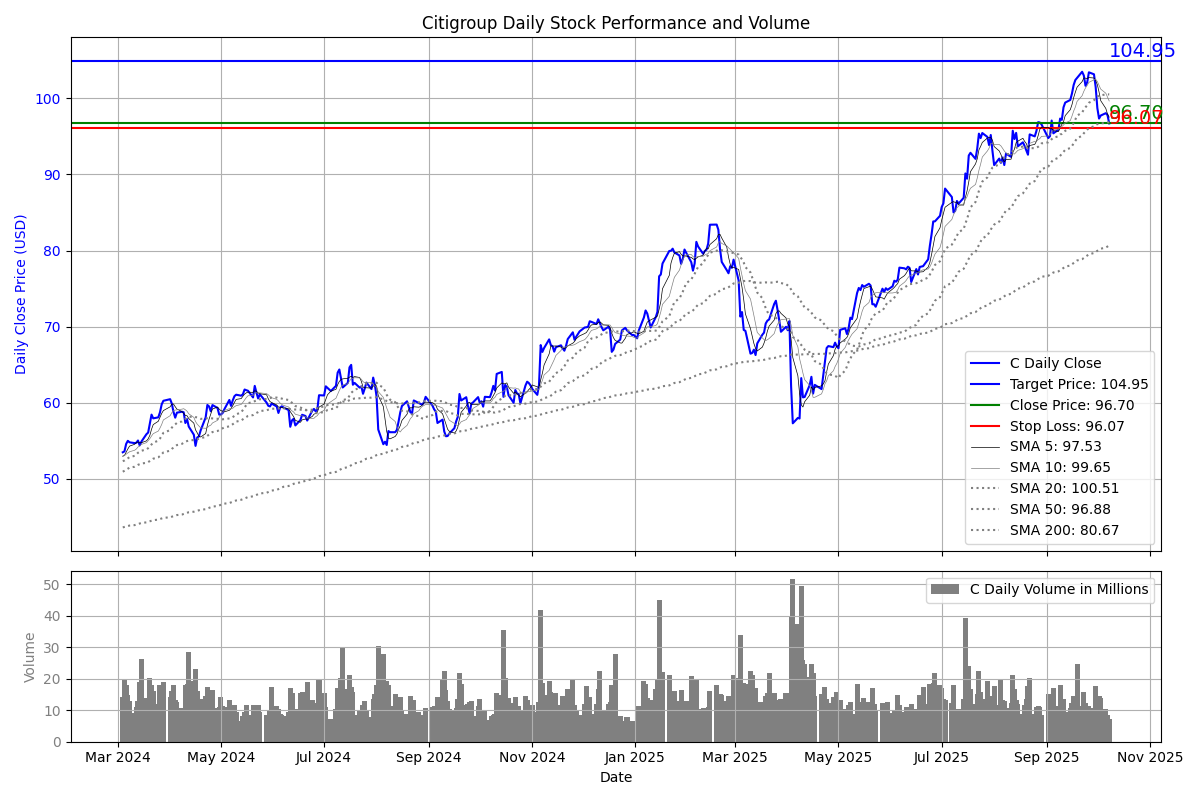 Citigroup Daily Stock Performance and Volume
104.95
96.70
96.07
100
90
80
70
60
50
Daily Close Price (USD)
C Daily Close
Target Price: 104.95
Close Price: 96.70
Stop Loss: 96.07
SMA 5: 97.53
SMA 10: 99.65
SMA 20: 100.51
SMA 50: 96.88
SMA 200: 80.67
50
40
30
20
10
0
Volume
C Daily Volume in Millions
Mar 2024 May 2024 Jul 2024 Sep 2024 Nov 2024 Jan 2025 Mar 2025 May 2025 Jul 2025 Sep 2025 Nov 2025
Date